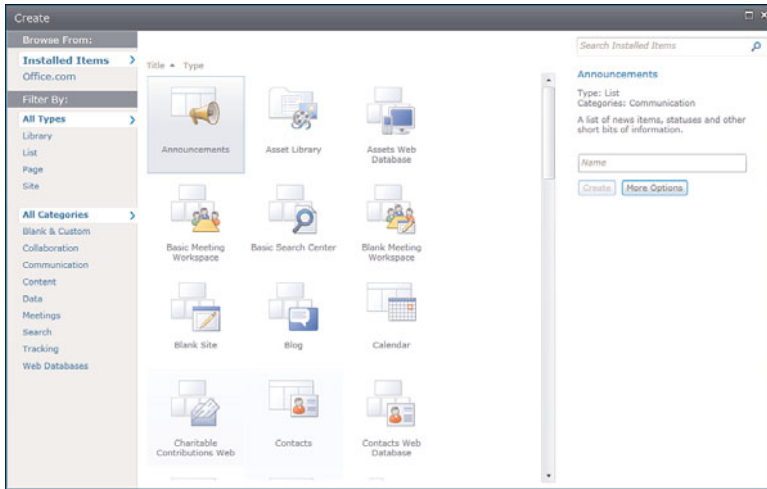 Create
Browse From:
Installed Items
Office.com
Filter By:
All Types
Library
List
Page
Site
All Categories
Blank & Custom
Collaboration
Communication
Content
Data
Meetings
Search
Tracking
Web Databases
Title Type
Announcements
Asset Library
Assets Web
Database
Basic Meeting
Workspace
Basic Search Center
Blank Meeting
Workspace
Blank Site
Blog
Calendar
Charitable
Contributions Web
Contacts
Contacts Web
Database
Search Installed Items
Announcements
Type: List
Categories: Communication
A list of news items, statuses and other
short bits of information.
Name
Create
More Options